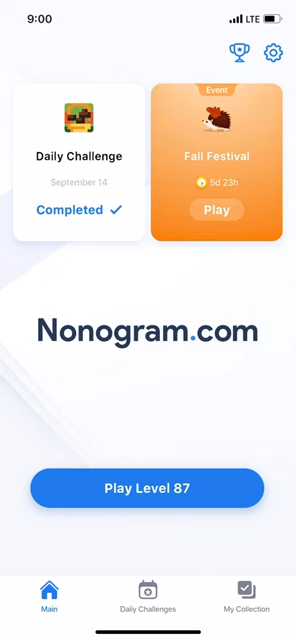 9:00
LTE
Event
Daily Challenge
Fall Festival
September 14
5d 23h
Completed
Play
Nonogram.com
Play Level 87
Main
Daily Challenges
My Collection